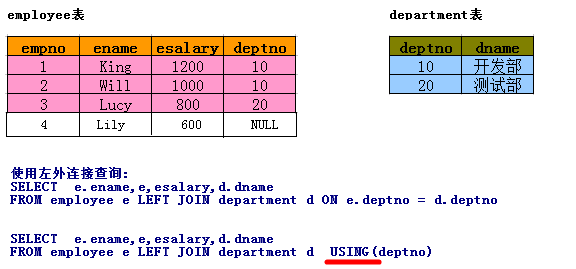 employee表 department表
empno ename esalary deptno deptno dname
1 King 1200 10 10 开发部
2 Will 1000 10 20 测试部
3 Lucy 800 20
4 Lily 600 NULL
使用左外连接查询:
SELECT e.ename,e,esalary,d.dname
FROM employee e LEFT JOIN department d ON e.deptno = d.deptno
SELECT e.ename,e,esalary,d.dname
FROM employee e LEFT JOIN department d USING(deptno)